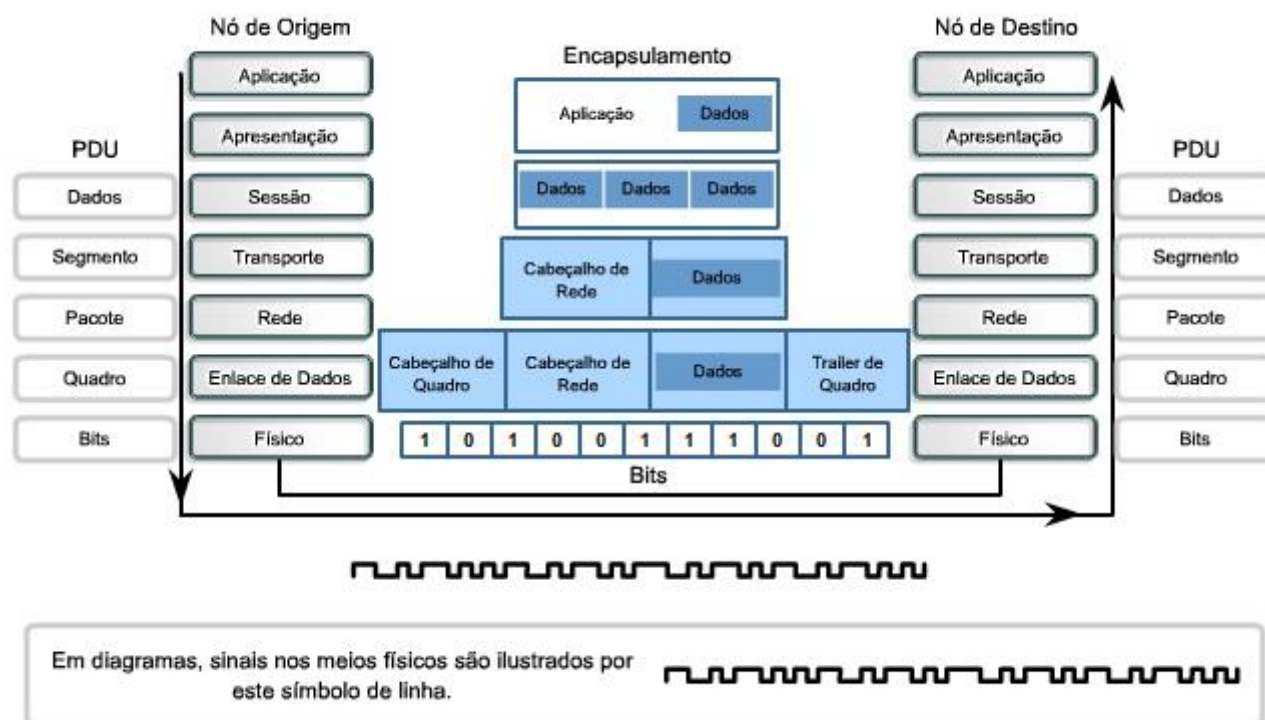 Nó de Origem
Encapsulamento
Nó de Destino
Aplicação
Aplicação
Dados
Aplicação
PDU
Apresentação
Apresentação
PDU
Dados
Sessão
Dados
Dados
Dados
Sessão
Dados
Segmento
Transporte
Cabeçalho de
Rede
Dados
Transporte
Segmento
Pacote
Rede
Rede
Pacote
Quadro
Enlace de Dados
Cabeçalho de
Quadro
Cabeçalho de
Rede
Dados
Trailer de
Quadro
Enlace de Dados
Quadro
Bits
Físico
1 0 1 0 0 1 1 1 0 0 1
Físico
Bits
Bits
Em diagramas, sinais nos meios físicos são ilustrados por
este símbolo de linha.